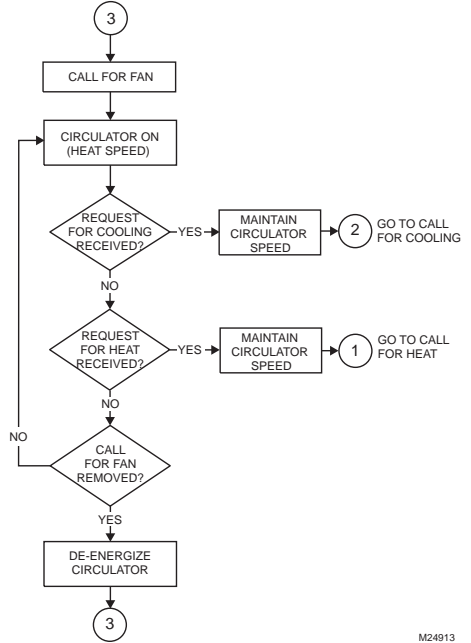 3
CALL FOR FAN
CIRCULATOR ON
(HEAT SPEED)
REQUEST
FOR COOLING
RECEIVED?
YES
MAINTAIN
CIRCULATOR
SPEED
2
GO TO CALL
FOR COOLING
NO
REQUEST
FOR HEAT
RECEIVED?
YES
MAINTAIN
CIRCULATOR
SPEED
1
GO TO CALL
FOR HEAT
NO
NO
CALL
FOR FAN
REMOVED?
YES
DE-ENERGIZE
CIRCULATOR
3
M24913